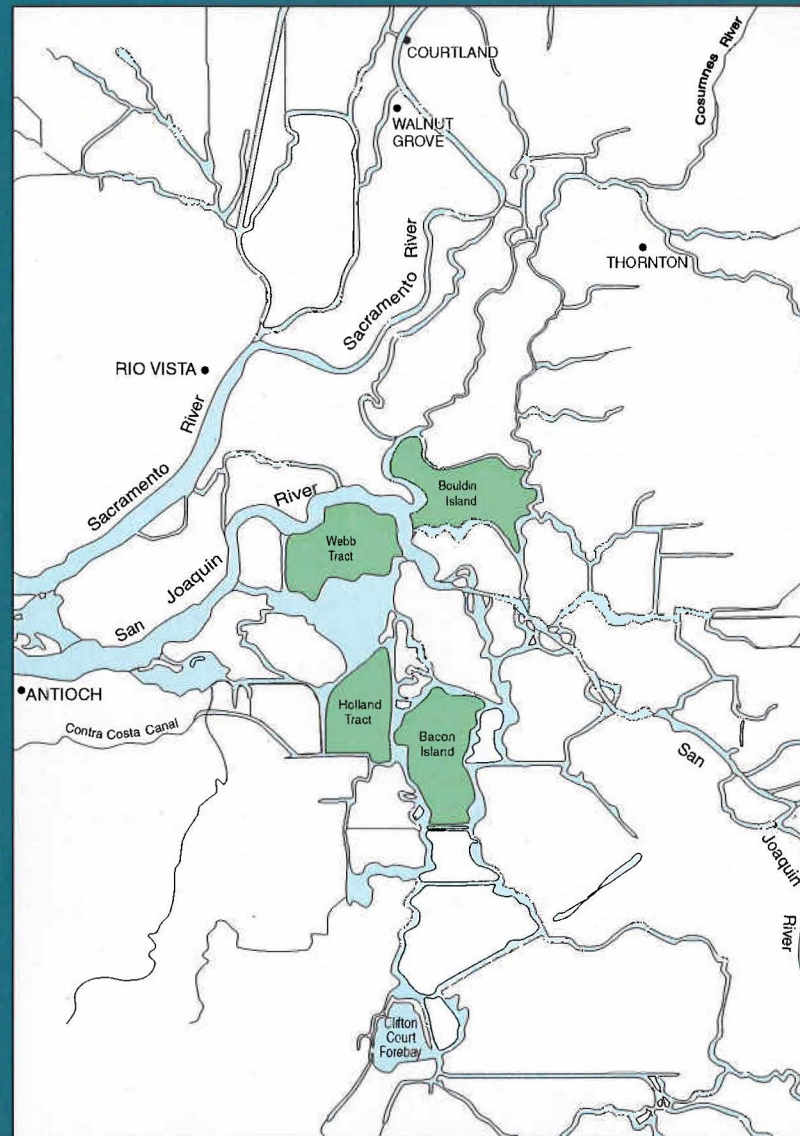 COURTLAND
Cosumnes River
WALNUT
GROVE
THORNTON
Sacramento River
RIO VISTA
Sacramento River
Bouldin
Island
San Joaquin River
Webb
Tract
ANTIOCH
Contra Costa Canal
Holland
Tract
Bacon
Island
San Joaquin River
Clifton
Court
Forebay